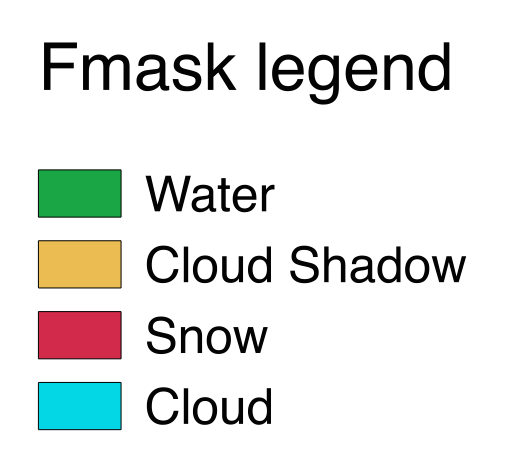 Fmask legend
Water
Cloud Shadow
Snow
Cloud